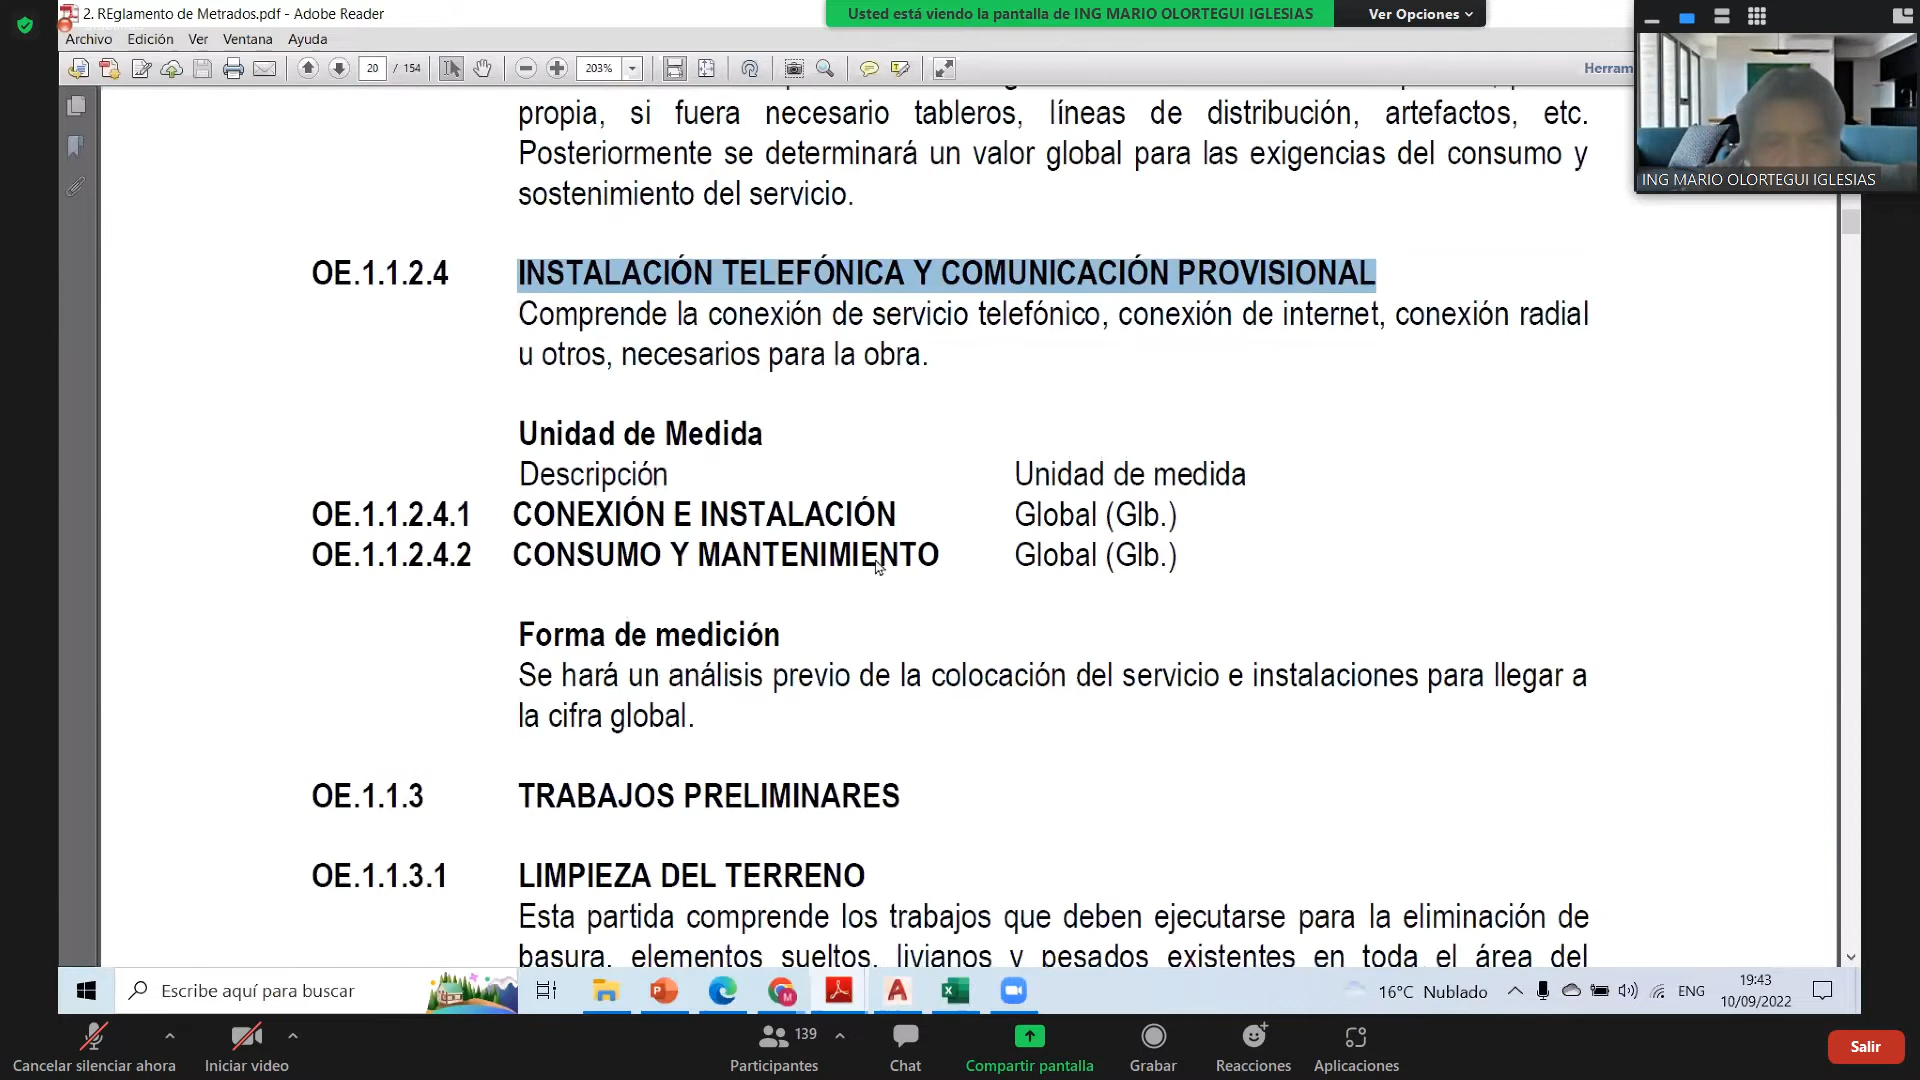 2. REglamento de Metrados.pdf - Adobe Reader
Usted está viendo la pantalla de ING MARIO OLORTEGUI IGLESIAS
Ver Opciones
Archivo Edición Ver Ventana Ayuda
20 / 154
203%
Herram
ING MARIO OLORTEGUI IGLESIAS
propia, si fuera necesario tableros, líneas de distribución, artefactos, etc.
Posteriormente se determinará un valor global para las exigencias del consumo y
sostenimiento del servicio.
OE.1.1.2.4 INSTALACIÓN TELEFÓNICA Y COMUNICACIÓN PROVISIONAL
Comprende la conexión de servicio telefónico, conexión de internet, conexión radial
u otros, necesarios para la obra.
Unidad de Medida
Descripción Unidad de medida
OE.1.1.2.4.1 CONEXIÓN E INSTALACIÓN Global (Glb.)
OE.1.1.2.4.2 CONSUMO Y MANTENIMIENTO Global (Glb.)
Forma de medición
Se hará un análisis previo de la colocación del servicio e instalaciones para llegar a
la cifra global.
OE.1.1.3 TRABAJOS PRELIMINARES
OE.1.1.3.1 LIMPIEZA DEL TERRENO
Esta partida comprende los trabajos que deben ejecutarse para la eliminación de
basura, elementos sueltos, livianos y pesados existentes en toda el área del
Escribe aquí para buscar
16°C Nublado
ENG
19:43
10/09/2022
Cancelar silenciar ahora
Iniciar video
139
Participantes
Chat
Compartir pantalla
Grabar
Reacciones
Aplicaciones
Salir